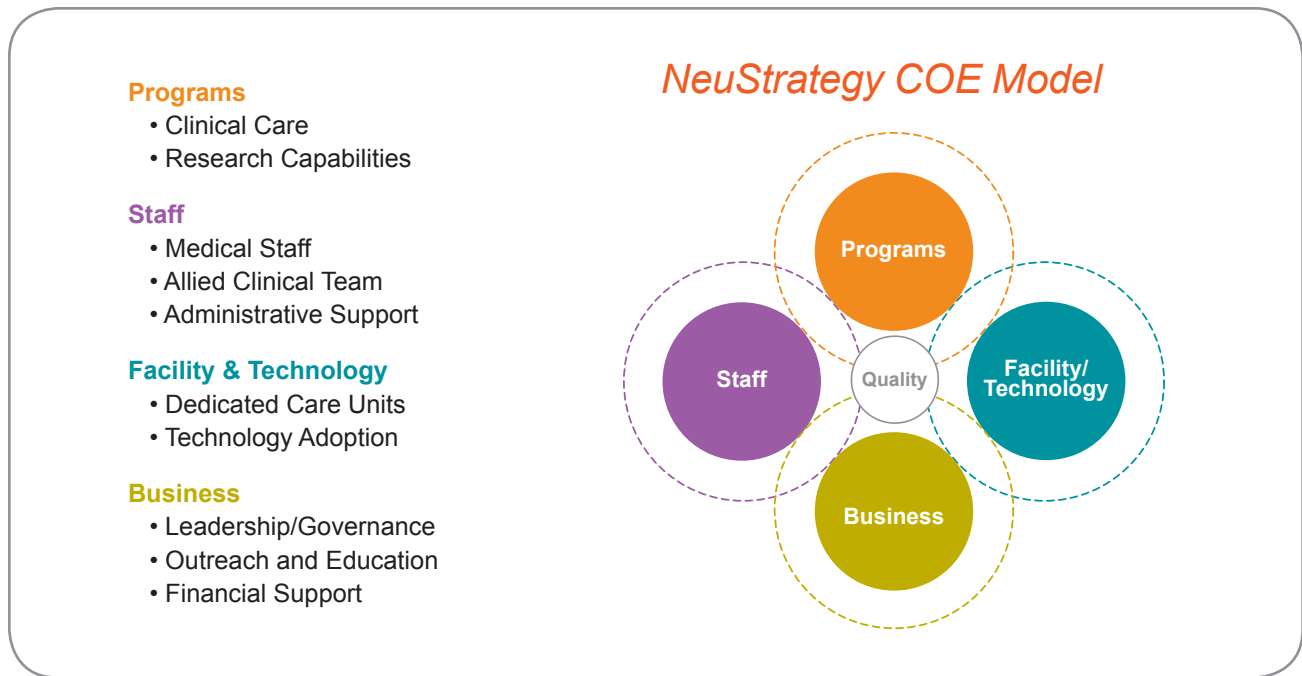 Programs
• Clinical Care
• Research Capabilities
Staff
• Medical Staff
• Allied Clinical Team
• Administrative Support
Facility & Technology
• Dedicated Care Units
• Technology Adoption
Business
• Leadership/Governance
• Outreach and Education
• Financial Support
NeuStrategy COE Model
Programs
Staff
Quality
Facility/
Technology
Business